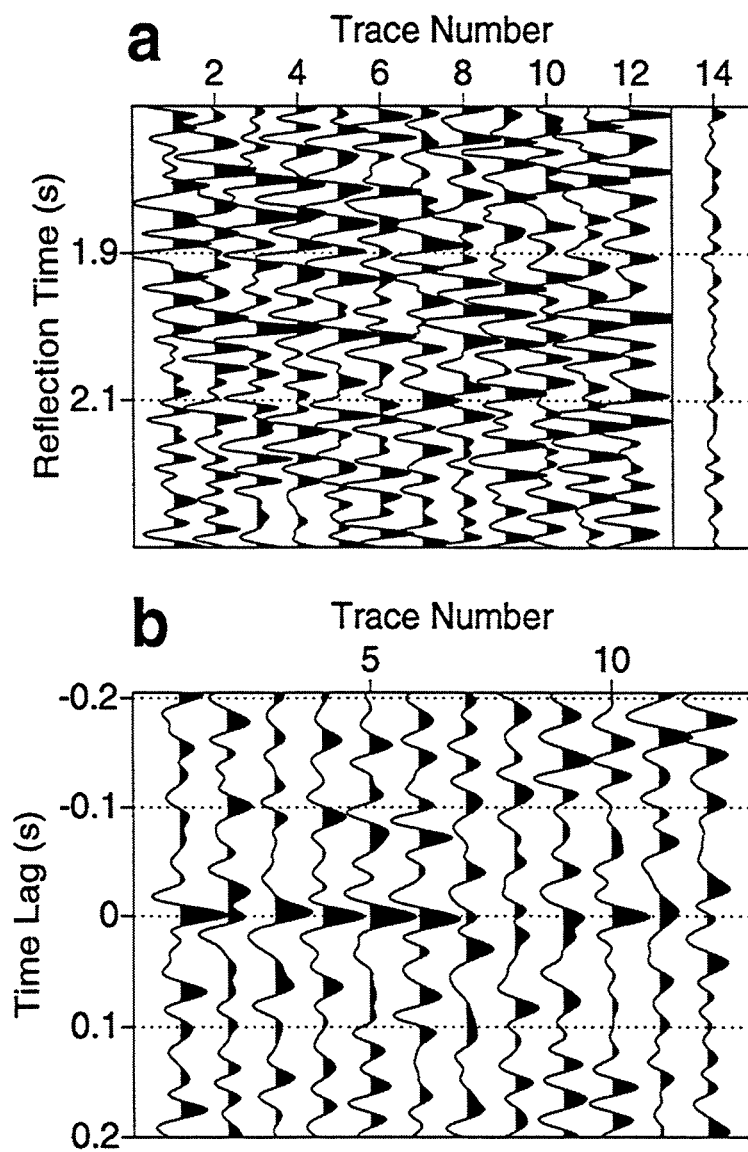 a
Trace Number
2 4 6 8 10 12 14
Reflection Time (s)
1.9
2.1
b
Trace Number
5 10
Time Lag (s)
-0.2
-0.1
0
0.1
0.2